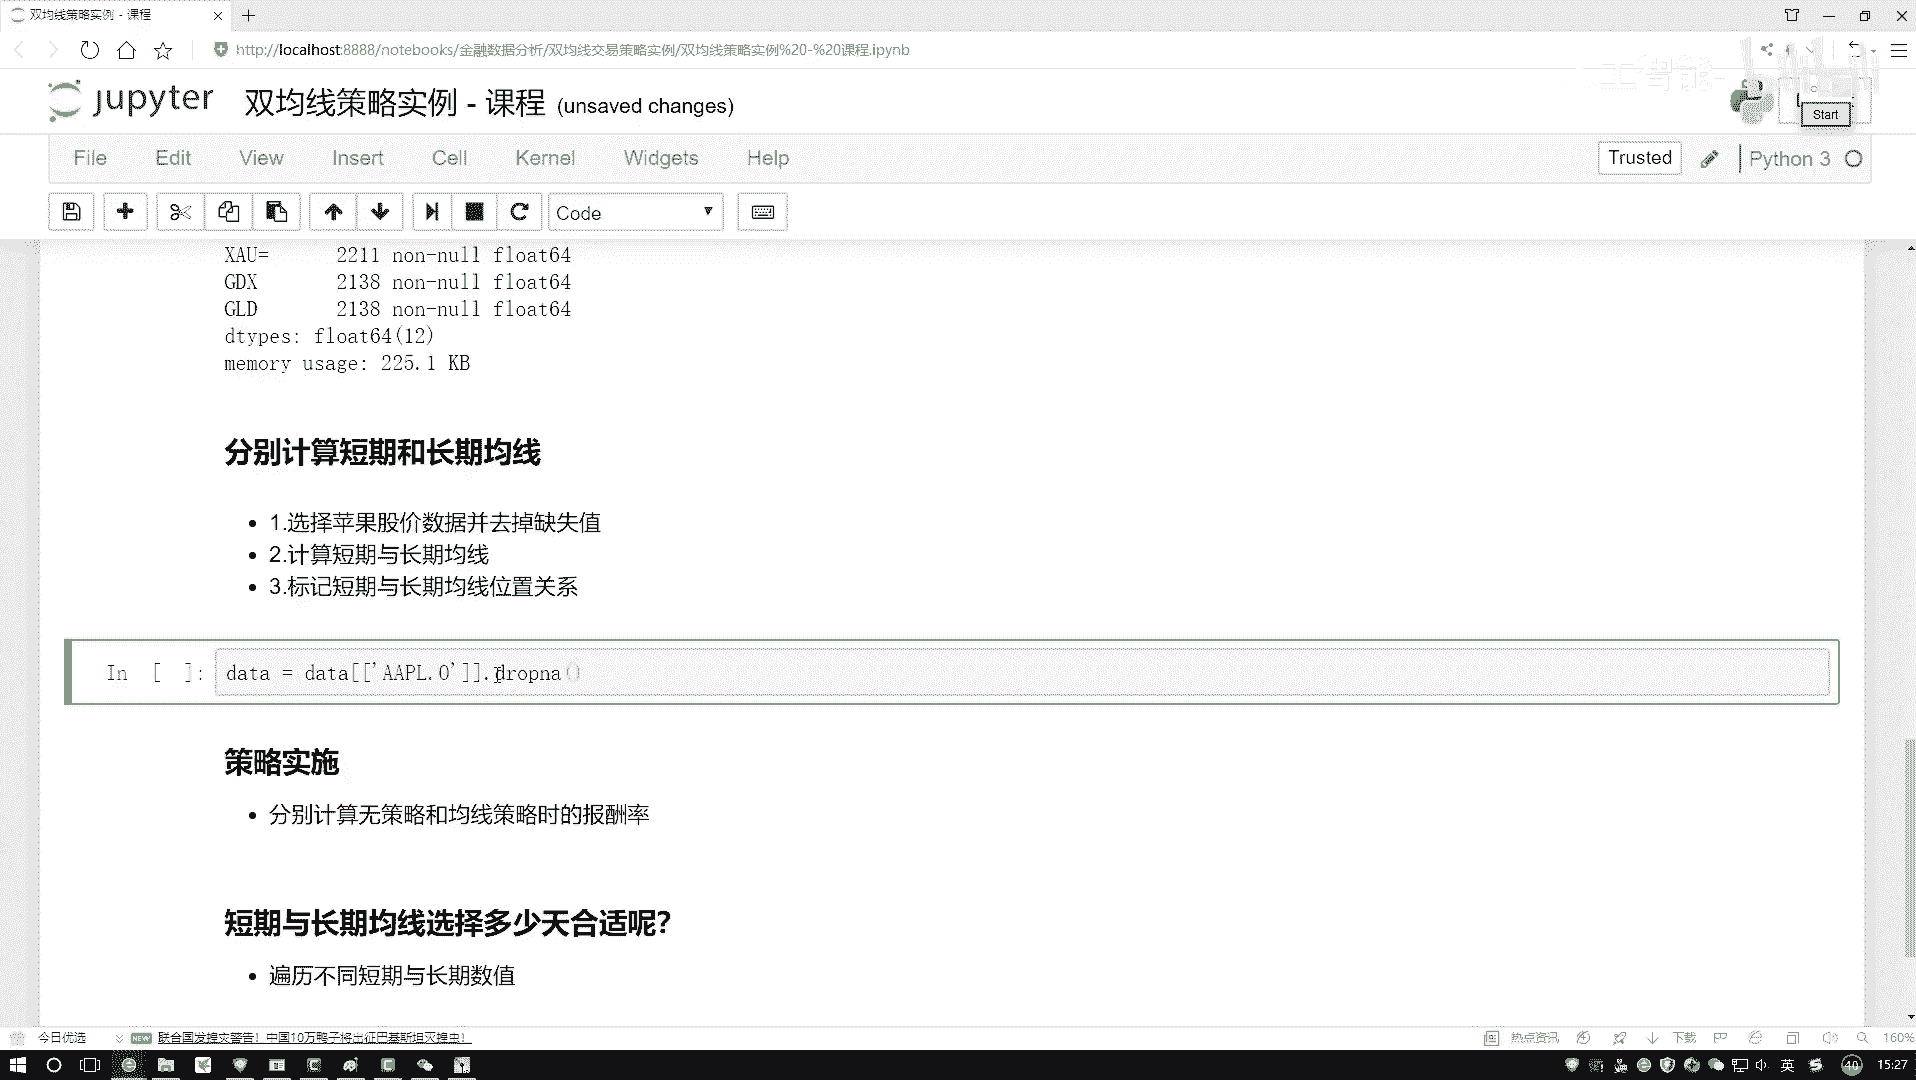 双均线策略实例 - 课程
http://localhost:8888/notebooks/金融数据分析/双均线交易策略实例/双均线策略实例%20-%20课程.ipynb
jupyter 双均线策略实例 - 课程 (unsaved changes)
Start
File Edit View Insert Cell Kernel Widgets Help
Trusted Python 3
Code
XAU= 2211 non-null float64
GDX 2138 non-null float64
GLD 2138 non-null float64
dtypes: float64(12)
memory usage: 225.1 KB
分别计算短期和长期均线
1.选择苹果股价数据并去掉缺失值
2.计算短期与长期均线
3.标记短期与长期均线位置关系
In [ ]: data = data[['AAPL.O']].dropna()
策略实施
分别计算无策略和均线策略时的报酬率
短期与长期均线选择多少天合适呢?
遍历不同短期与长期数值
今日优选 NEW 联合国发蝗灾警告！中国10万鸭子将出征巴基斯坦灭蝗虫！ 热点资讯 下载 160%
英 40 15:27